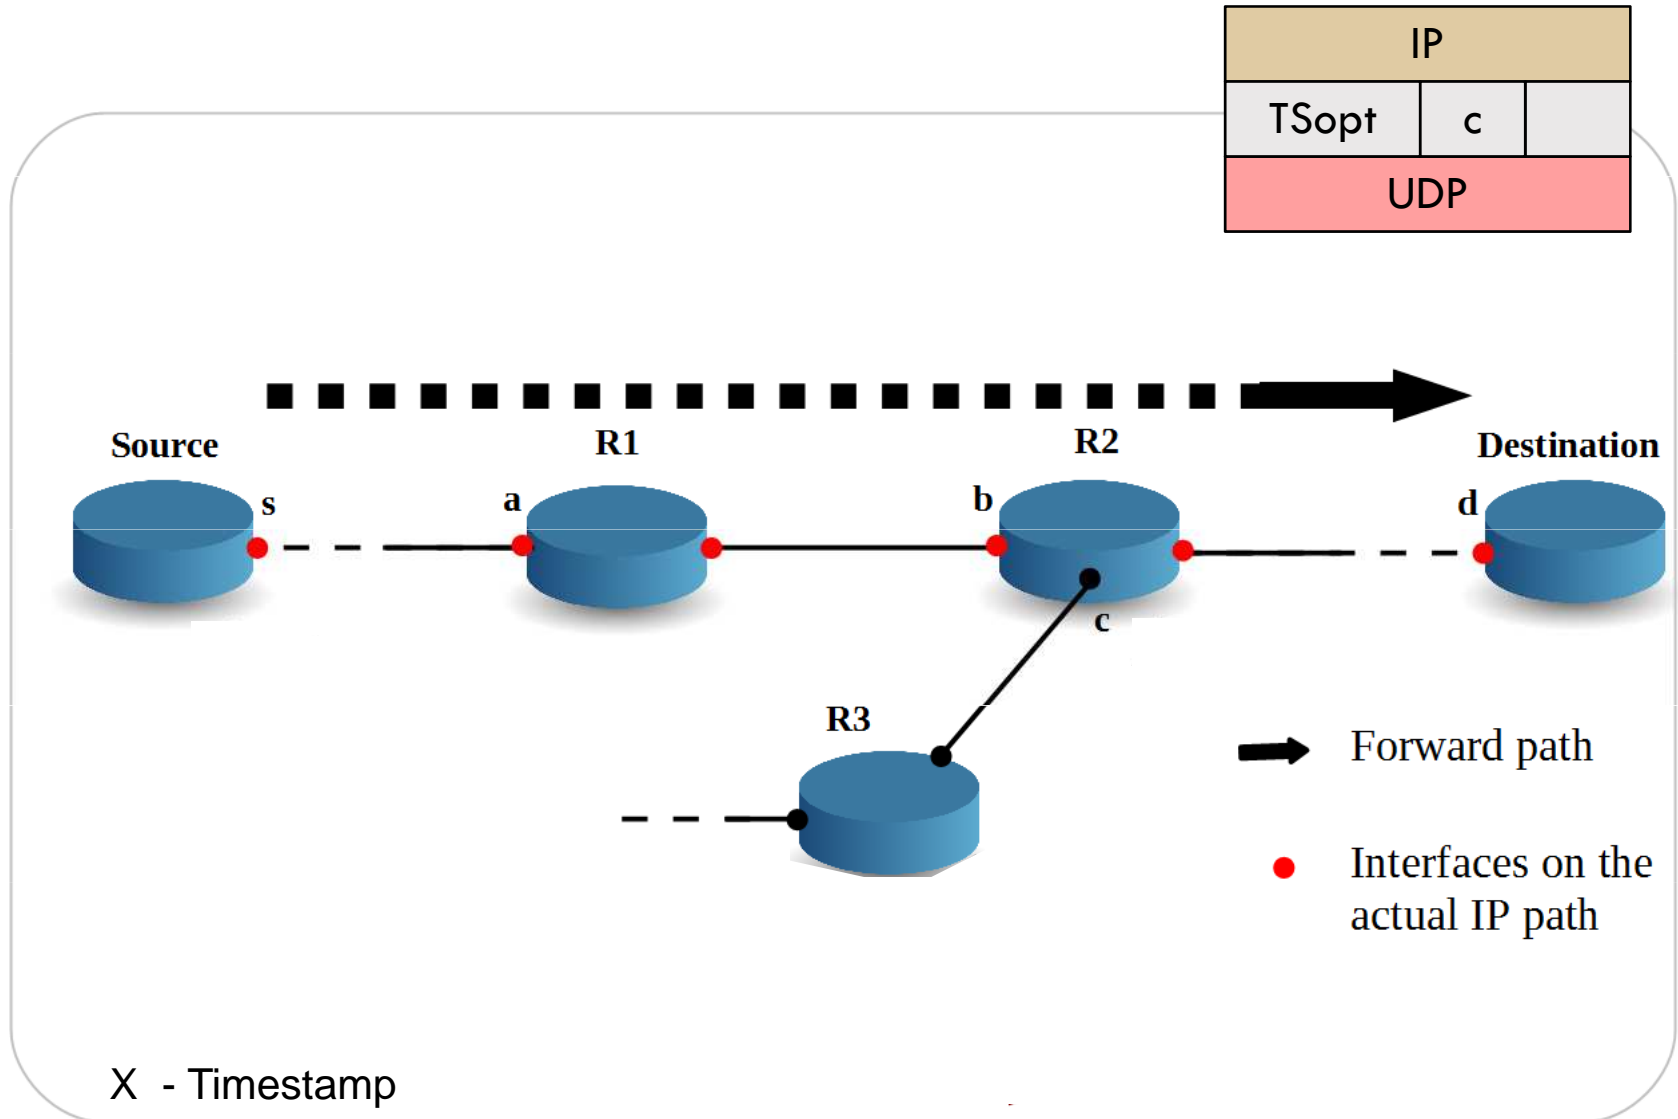 IP
TSopt c
UDP
Source R1 R2 Destination
s a b d
c
R3
Forward path
Interfaces on the
actual IP path
X - Timestamp